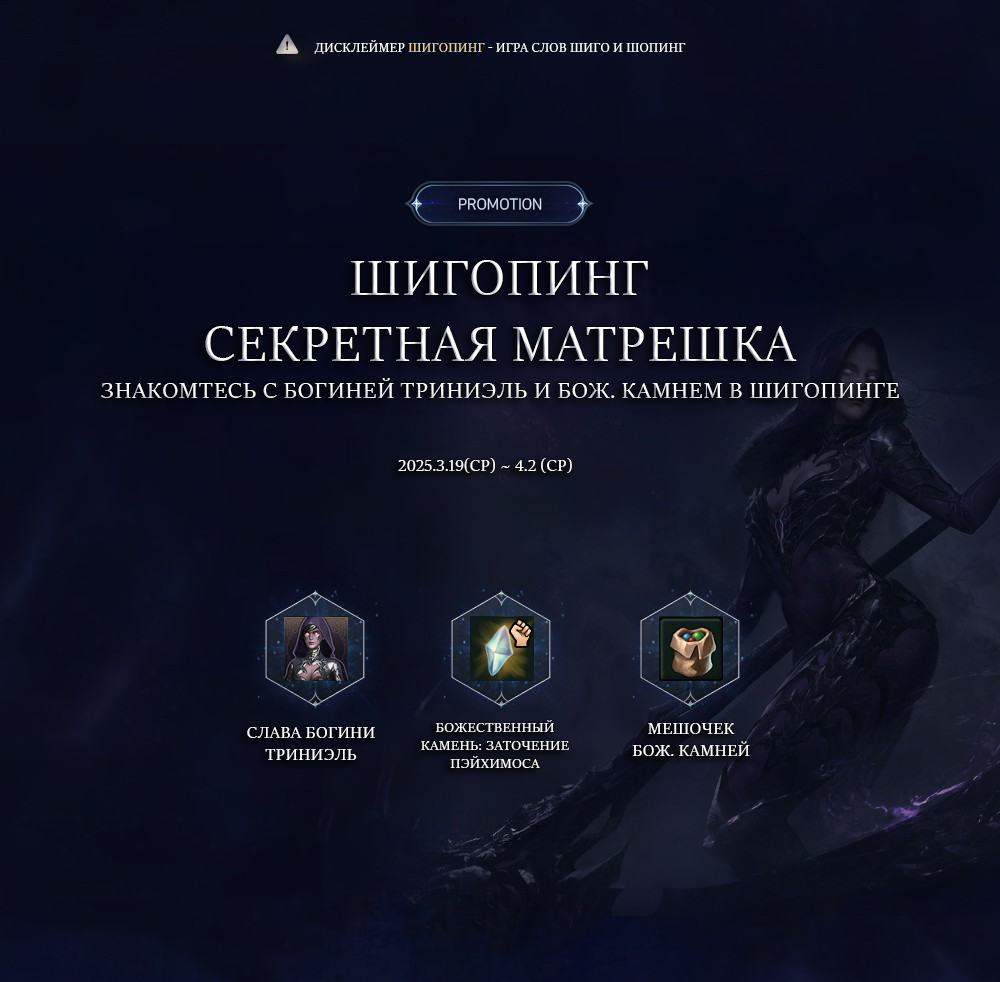 ДИСКЛЕЙМЕР ШИГОПИНГ - ИГРА СЛОВ ШИГО И ШОПИНГ
PROMOTION
ШИГОПИНГ
СЕКРЕТНАЯ МАТРЕШКА
ЗНАКОМТЕСЬ С БОГИНЕЙ ТРИНИЭЛЬ И БОЖ. КАМНЕМ В ШИГОПИНГЕ
2025.3.19(СР) ~ 4.2 (СР)
СЛАВА БОГИНИ
ТРИНИЭЛЬ
БОЖЕСТВЕННЫЙ
КАМЕНЬ: ЗАТОЧЕНИЕ
ПЭЙХИМОСА
МЕШОЧЕК
БОЖ. КАМНЕЙ